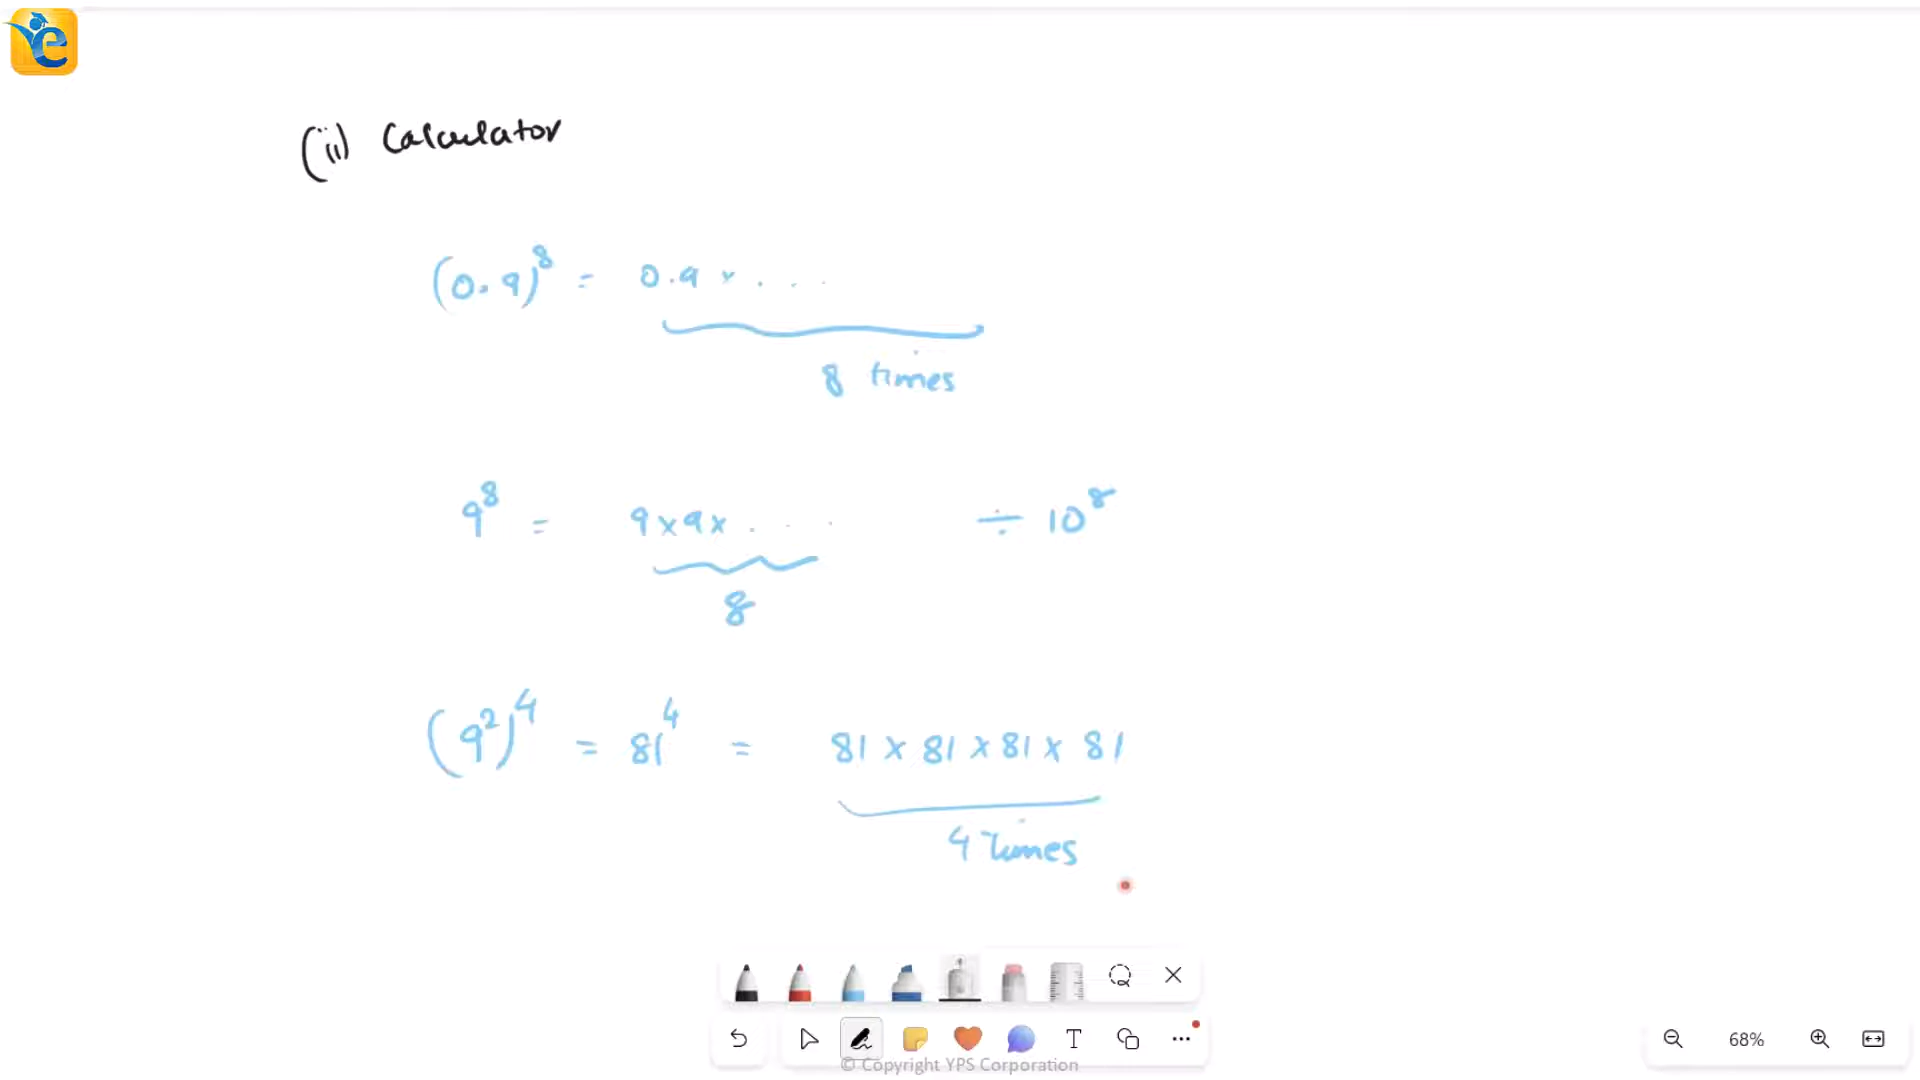 (ii) Calculator
(0.9)^8 = 0.9 × . . . .
8 times
9^8 = 9 × 9 × . . . ÷ 10^8
8
(9^2)^4 = 81^4 = 81 × 81 × 81 × 81
4 times
T
68%
© Copyright YPS Corporation